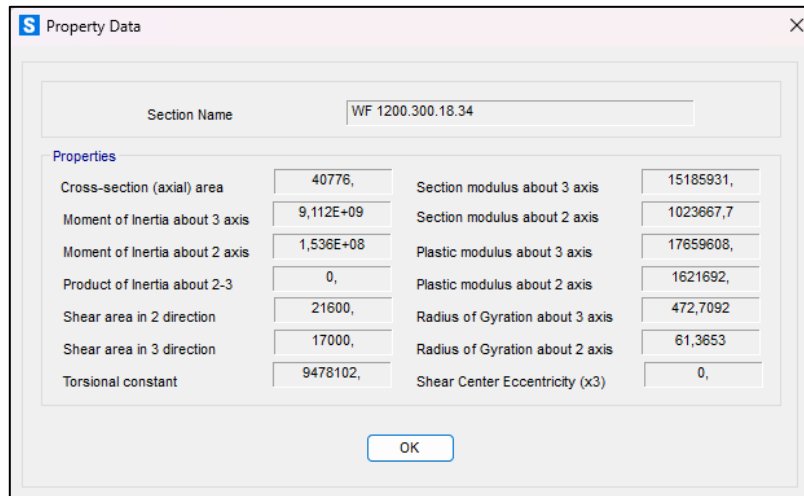 S Property Data
Section Name WF 1200.300.18.34
Properties
Cross-section (axial) area 40776, Section modulus about 3 axis 15185931,
Moment of Inertia about 3 axis 9,112E+09 Section modulus about 2 axis 1023667,7
Moment of Inertia about 2 axis 1,536E+08 Plastic modulus about 3 axis 17659608,
Product of Inertia about 2-3 0, Plastic modulus about 2 axis 1621692,
Shear area in 2 direction 21600, Radius of Gyration about 3 axis 472,7092
Shear area in 3 direction 17000, Radius of Gyration about 2 axis 61,3653
Torsional constant 9478102, Shear Center Eccentricity (x3) 0,
OK